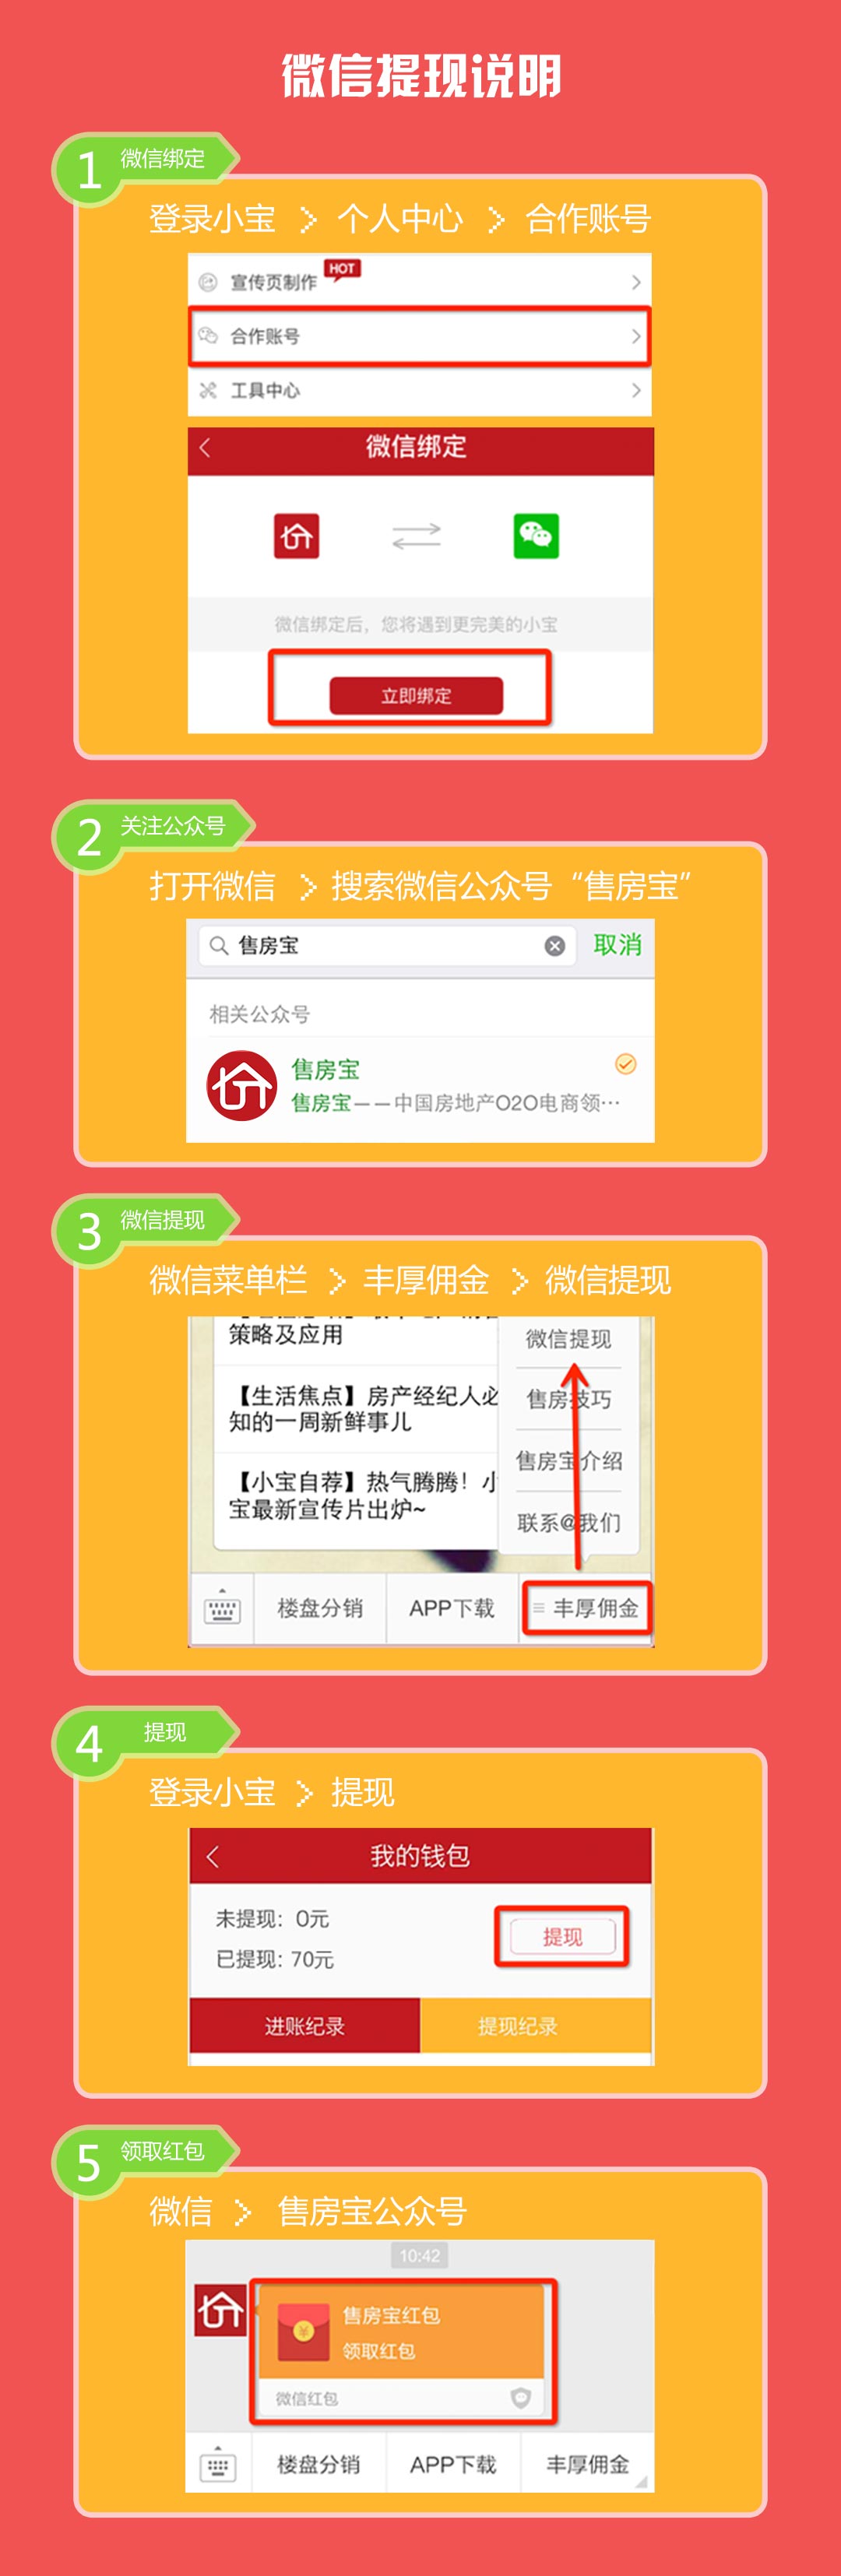 微信提现说明
1 微信绑定
登录小宝 > 个人中心 > 合作账号
宣传页制作 HOT
合作账号
工具中心
微信绑定
微信绑定后，您将遇到更完美的小宝
立即绑定
2 关注公众号
打开微信 > 搜索微信公众号“售房宝”
售房宝 取消
相关公众号
售房宝
售房宝——中国房地产O2O电商领…
3 微信提现
微信菜单栏 > 丰厚佣金 > 微信提现
策略及应用
【生活焦点】房产经纪人必
知的一周新鲜事儿
【小宝自荐】热气腾腾！小
宝最新宣传片出炉~
微信提现
售房技巧
售房宝介绍
联系@我们
楼盘分销 APP下载 丰厚佣金
4 提现
登录小宝 > 提现
我的钱包
未提现：0元
已提现：70元
提现
进账纪录 提现纪录
5 领取红包
微信 > 售房宝公众号
10:42
售房宝红包
领取红包
微信红包
楼盘分销 APP下载 丰厚佣金